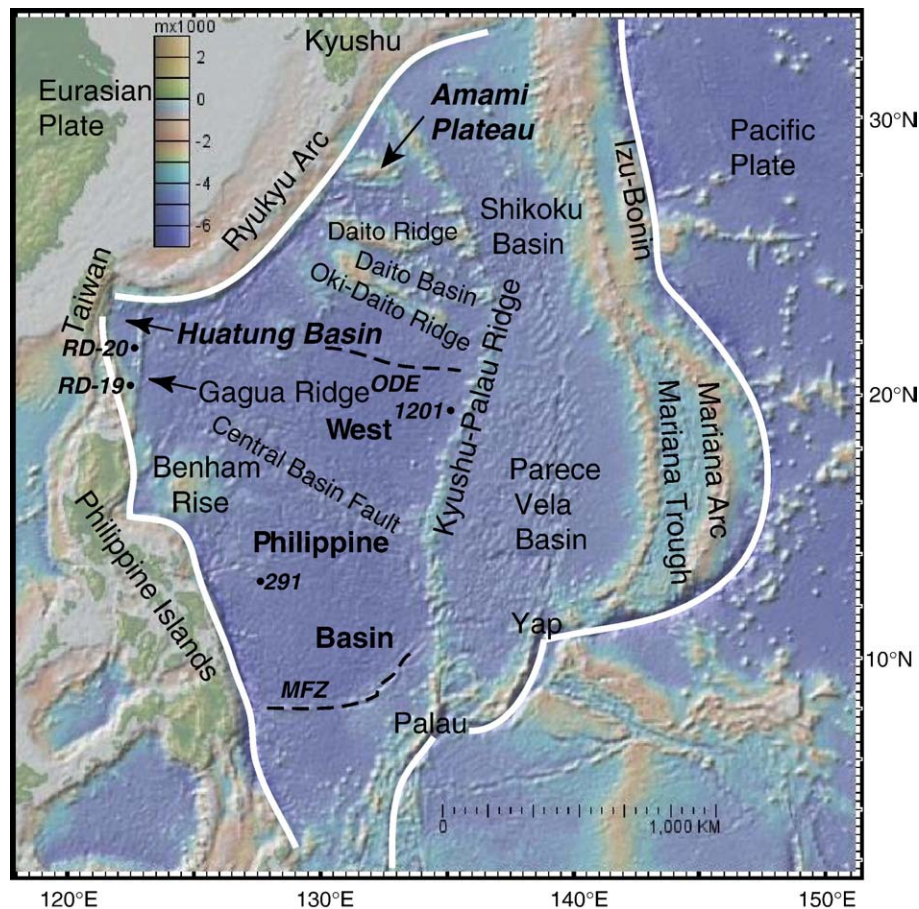 mx1000
2
0
-2
-4
-6
Kyushu
Eurasian
Plate
Amami
Plateau
Pacific
Plate
30°N
Ryukyu Arc
Izu-Bonin
Shikoku
Basin
Daito Ridge
Daito Basin
Oki-Daito Ridge
Taiwan
Huatung Basin
RD-20
RD-19
Gagua Ridge
ODE
1201
20°N
West
Kyushu-Palau Ridge
Central Basin Fault
Mariana Arc
Mariana Trough
Benham
Rise
Parece
Vela
Basin
Philippine
291
Philippine Islands
Yap
Basin
10°N
MFZ
Palau
0
1,000 KM
120°E
130°E
140°E
150°E